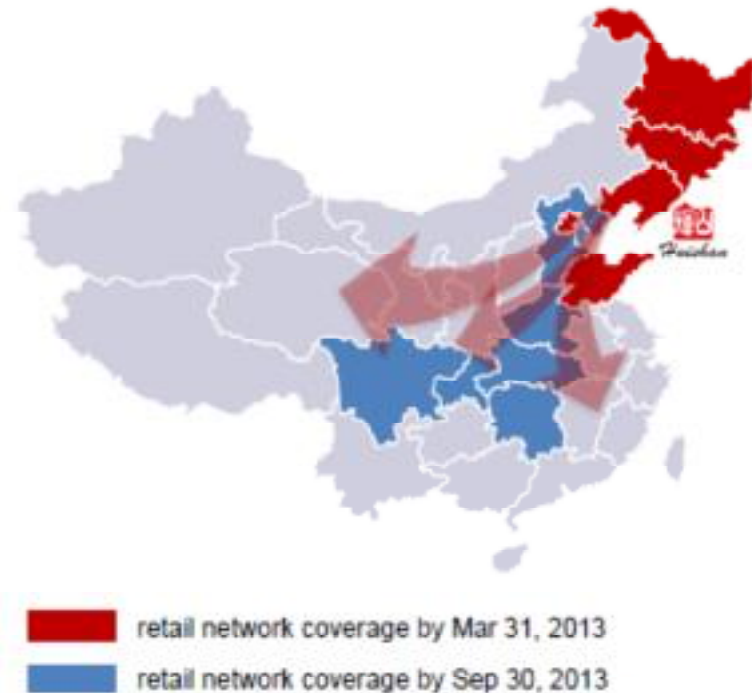 Huishan
retail network coverage by Mar 31, 2013
retail network coverage by Sep 30, 2013